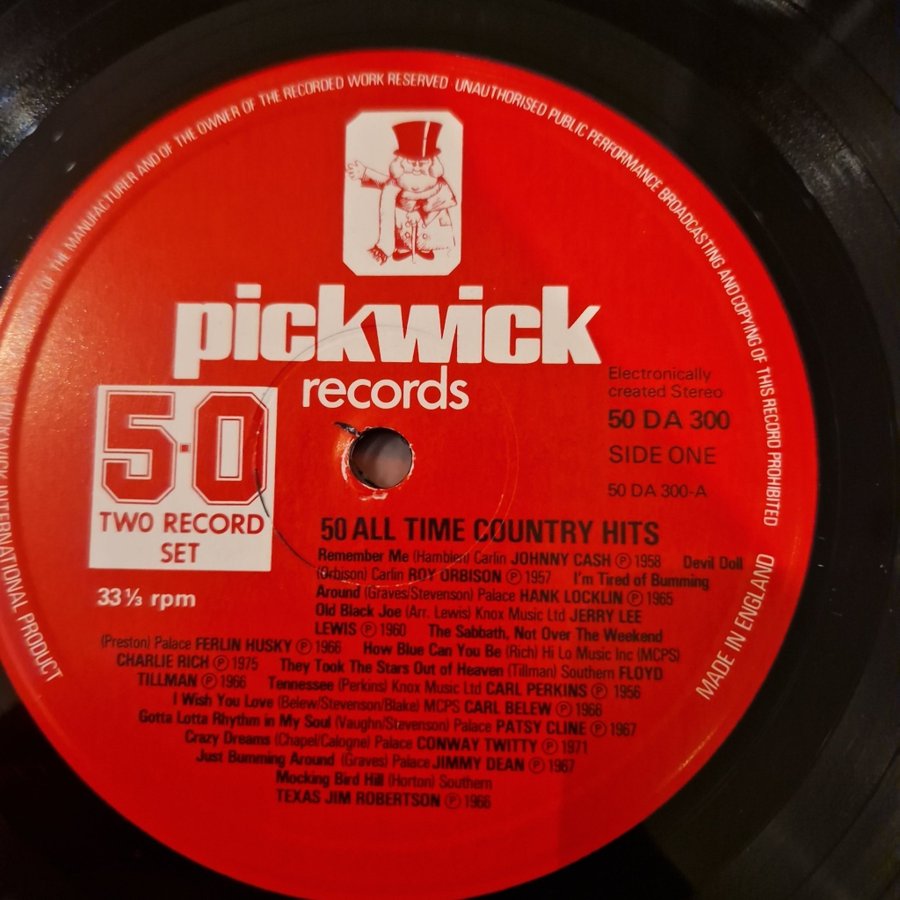 OF THE MANUFACTURER AND OF THE OWNER OF THE RECORDED WORK RESERVED UNAUTHORISED PUBLIC PERFORMANCE BROADCASTING AND COPYING OF THIS RECORD PROHIBITED
pickwick
records
5·0
TWO RECORD
SET
33⅓ rpm
Electronically
created Stereo
50 DA 300
SIDE ONE
50 DA 300-A
50 ALL TIME COUNTRY HITS
Remember Me (Hamblen) Carlin JOHNNY CASH ℗ 1958 Devil Doll
(Orbison) Carlin ROY ORBISON ℗ 1957 I'm Tired of Bumming
Around (Graves/Stevenson) Palace HANK LOCKLIN ℗ 1965
Old Black Joe (Arr. Lewis) Knox Music Ltd JERRY LEE
LEWIS ℗ 1960 The Sabbath, Not Over The Weekend
(Preston) Palace FERLIN HUSKY ℗ 1966 How Blue Can You Be (Rich) Hi Lo Music Inc (MCPS)
CHARLIE RICH ℗ 1975 They Took The Stars Out of Heaven (Tillman) Southern FLOYD
TILLMAN ℗ 1966 Tennessee (Perkins) Knox Music Ltd CARL PERKINS ℗ 1956
I Wish You Love (Belew/Stevenson/Blake) MCPS CARL BELEW ℗ 1966
Gotta Lotta Rhythm in My Soul (Vaughn/Stevenson) Palace PATSY CLINE ℗ 1967
Crazy Dreams (Chapel/Calogne) Palace CONWAY TWITTY ℗ 1971
Just Bumming Around (Graves) Palace JIMMY DEAN ℗ 1967
Mocking Bird Hill (Horton) Southern
TEXAS JIM ROBERTSON ℗ 1966
MADE IN ENGLAND
INTERNATIONAL PRODUCT